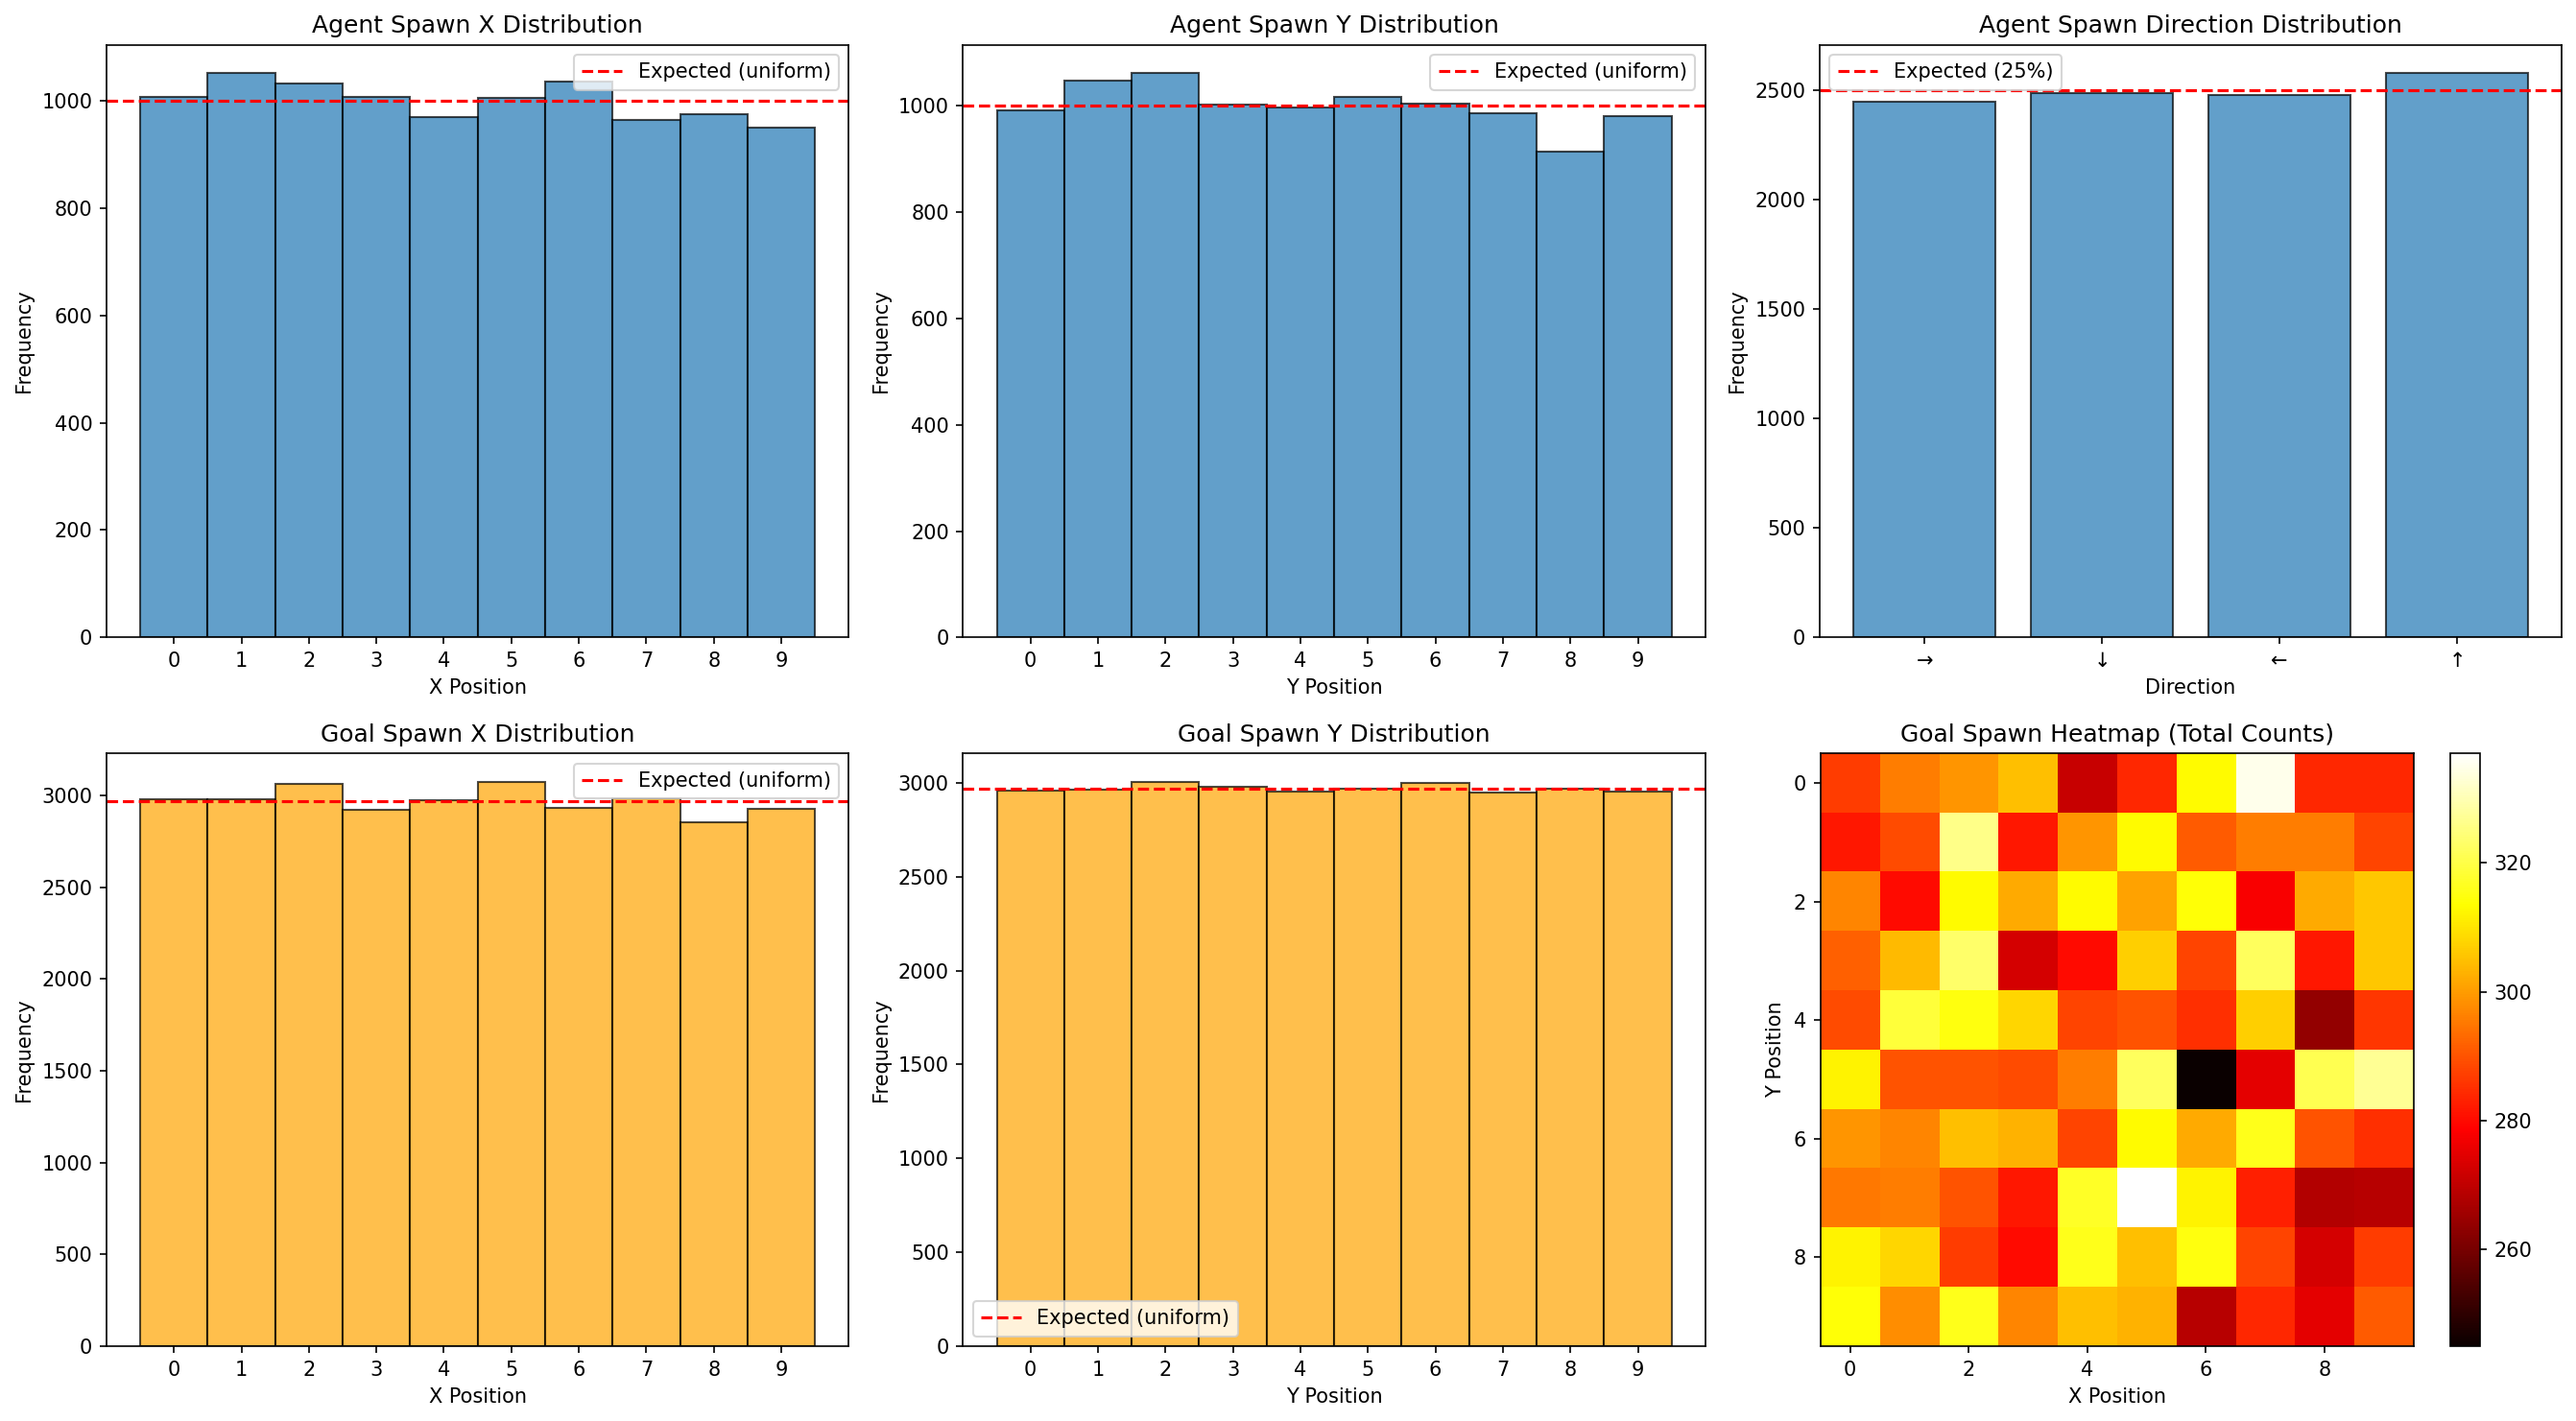 Agent Spawn X Distribution
Expected (uniform)
Frequency
1000
800
600
400
200
0
0 1 2 3 4 5 6 7 8 9
X Position
Agent Spawn Y Distribution
Expected (uniform)
Frequency
1000
800
600
400
200
0
0 1 2 3 4 5 6 7 8 9
Y Position
Agent Spawn Direction Distribution
Expected (25%)
Frequency
2500
2000
1500
1000
500
0
→ ↓ ← ↑
Direction
Goal Spawn X Distribution
Expected (uniform)
Frequency
3000
2500
2000
1500
1000
500
0
0 1 2 3 4 5 6 7 8 9
X Position
Goal Spawn Y Distribution
Frequency
3000
2500
2000
1500
1000
500
0
Expected (uniform)
0 1 2 3 4 5 6 7 8 9
Y Position
Goal Spawn Heatmap (Total Counts)
Y Position
0
2
4
6
8
0 2 4 6 8
X Position
320
300
280
260